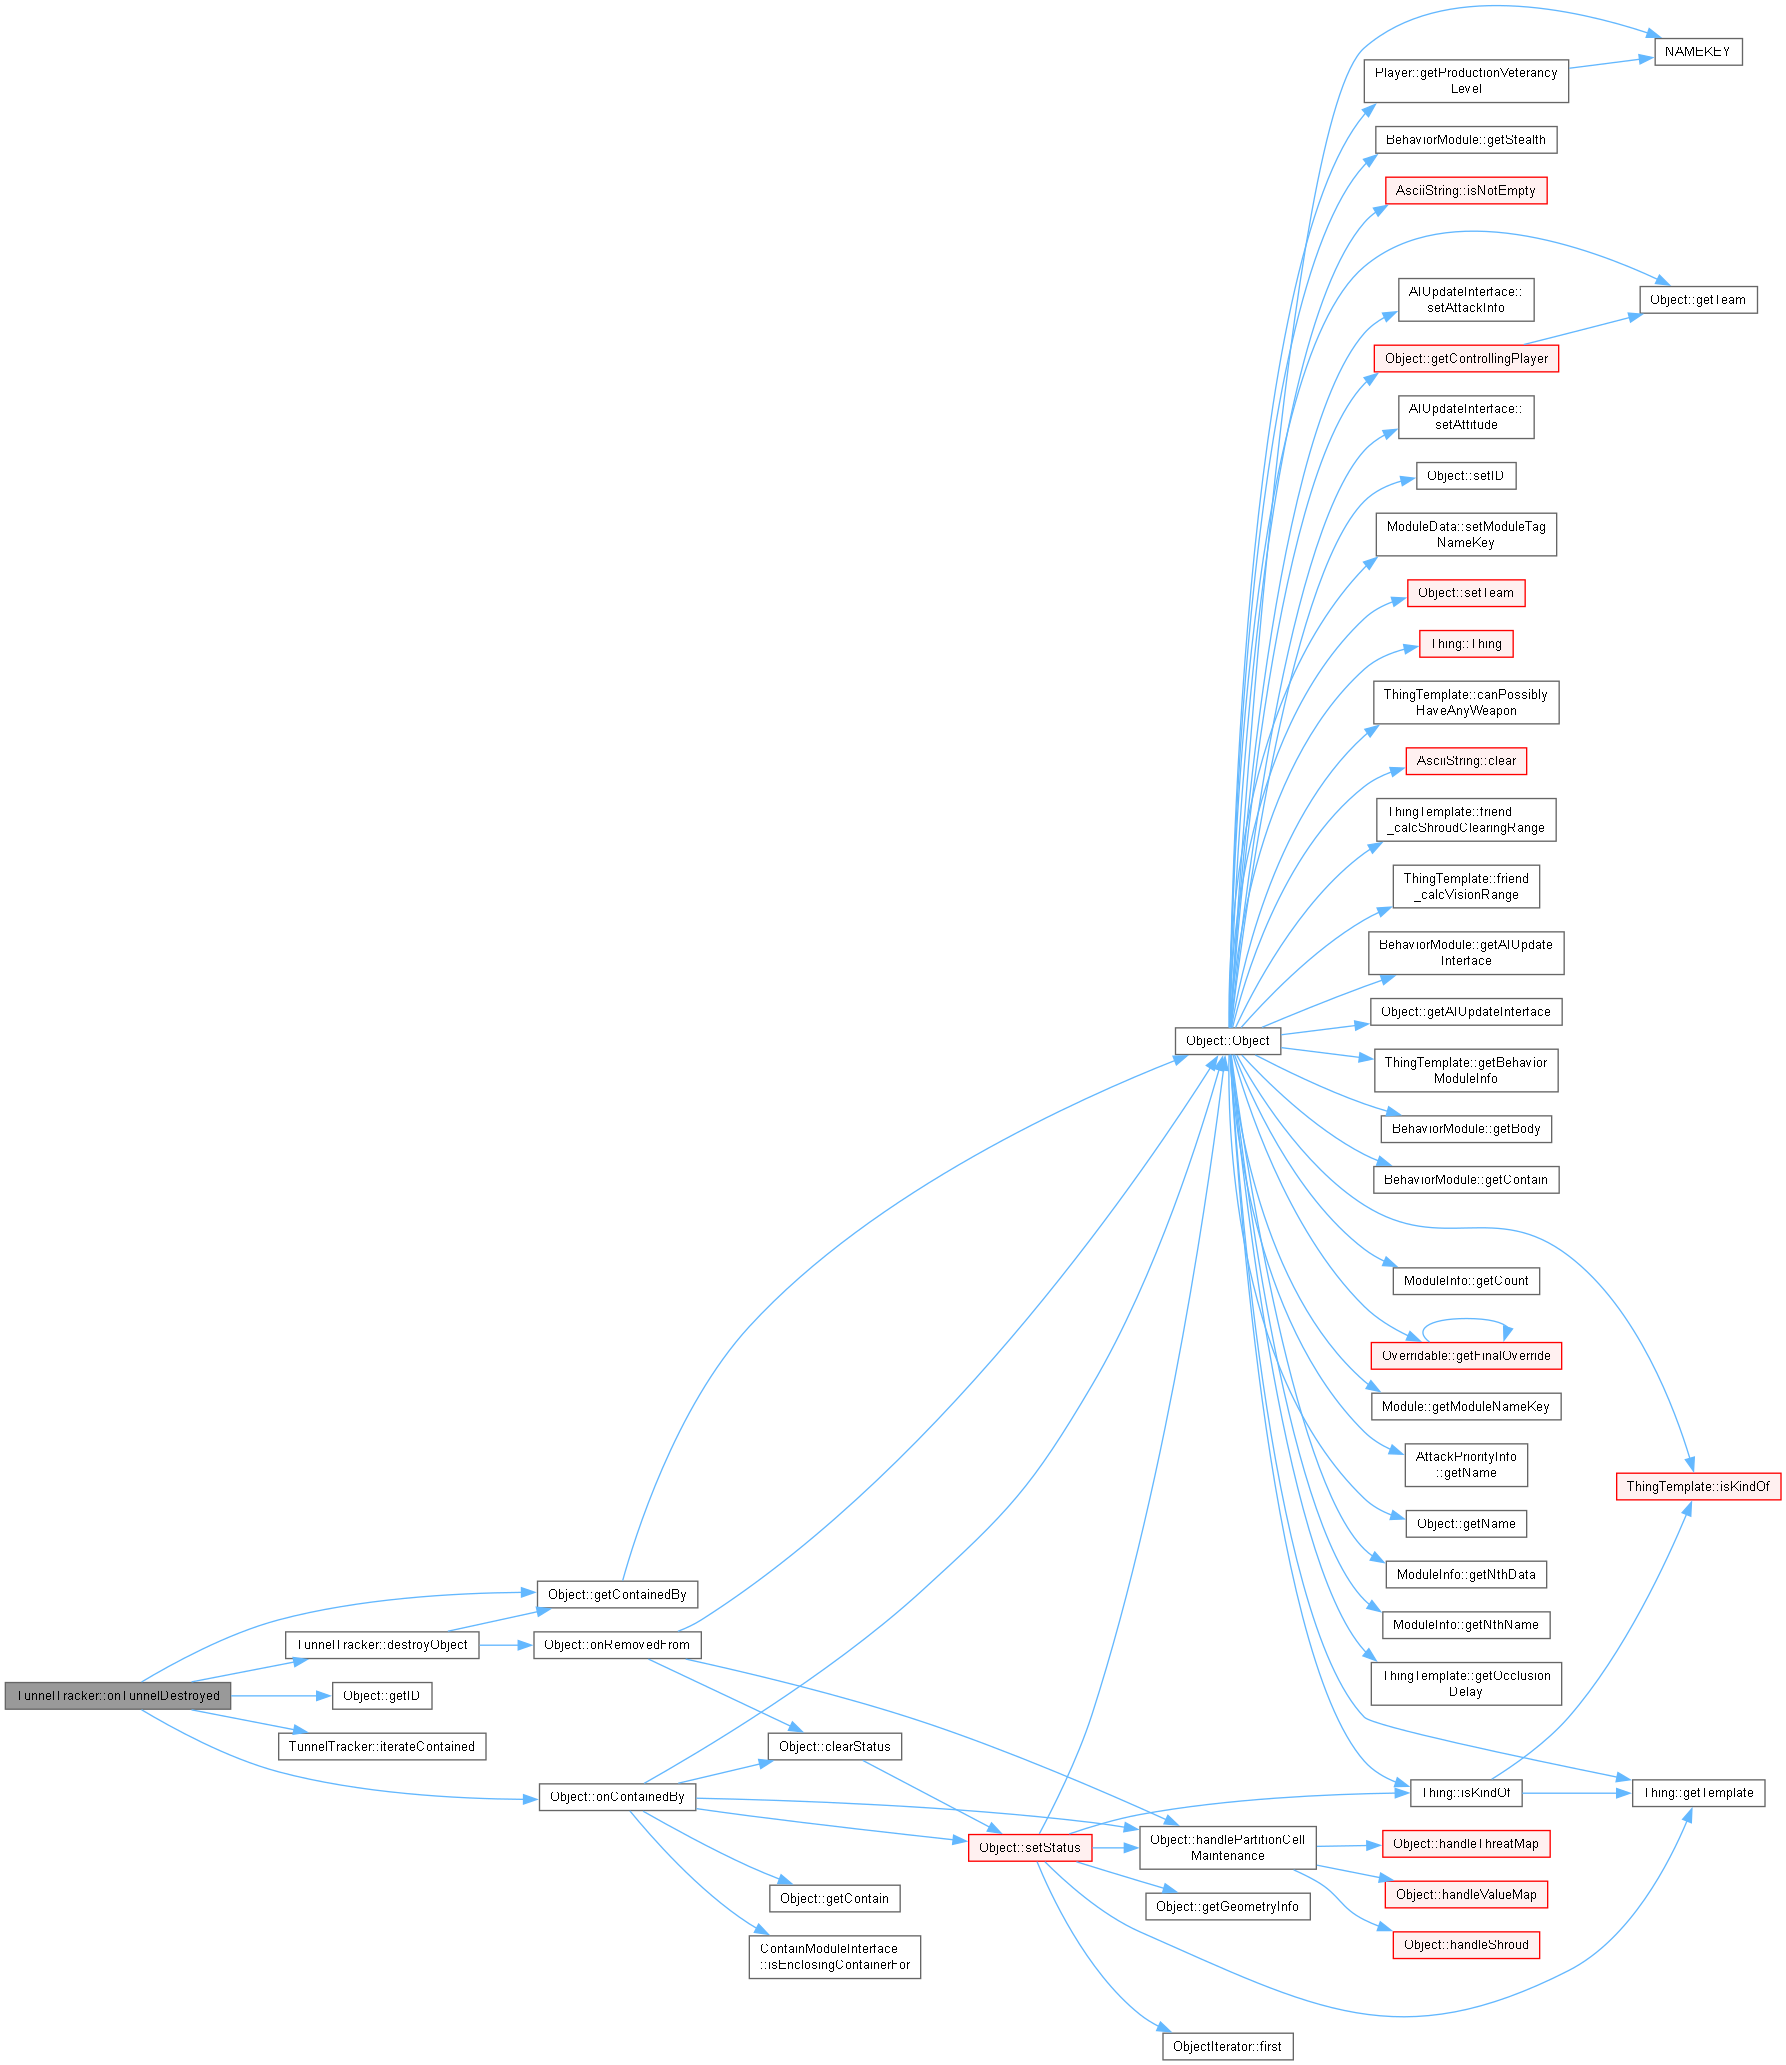 NAMEKEY
Player::getProductionVeterancy
Level
BehaviorModule::getStealth
AsciiString::isNotEmpty
AIUpdateInterface::
setAttackInfo
Object::getTeam
Object::getControllingPlayer
AIUpdateInterface::
setAttitude
Object::setID
ModuleData::setModuleTag
NameKey
Object::setTeam
Thing::Thing
ThingTemplate::canPossibly
HaveAnyWeapon
AsciiString::clear
ThingTemplate::friend
_calcShroudClearingRange
ThingTemplate::friend
_calcVisionRange
BehaviorModule::getAIUpdate
Interface
Object::getAIUpdateInterface
Object::Object
ThingTemplate::getBehavior
ModuleInfo
BehaviorModule::getBody
BehaviorModule::getContain
ModuleInfo::getCount
Overridable::getFinalOverride
Module::getModuleNameKey
AttackPriorityInfo
::getName
ThingTemplate::isKindOf
Object::getName
ModuleInfo::getNthData
Object::getContainedBy
ModuleInfo::getNthName
TunnelTracker::destroyObject
Object::onRemovedFrom
ThingTemplate::getOcclusion
Delay
TunnelTracker::onTunnelDestroyed
Object::getID
TunnelTracker::iterateContained
Object::clearStatus
Object::onContainedBy
Thing::isKindOf
Thing::getTemplate
Object::setStatus
Object::handlePartitionCell
Maintenance
Object::handleThreatMap
Object::getContain
Object::getGeometryInfo
Object::handleValueMap
ContainModuleInterface
::isEnclosingContainerFor
Object::handleShroud
ObjectIterator::first